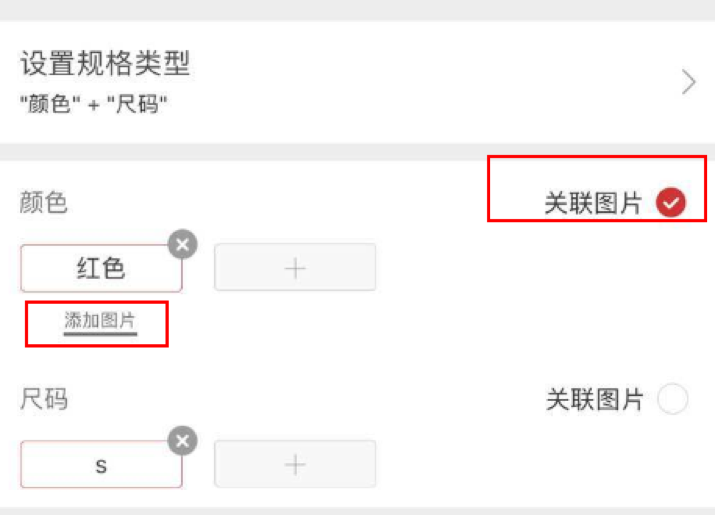 设置规格类型
"颜色" + "尺码"
颜色
关联图片
红色
添加图片
尺码
关联图片
s